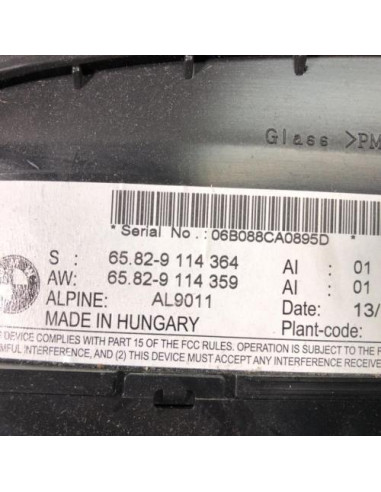 Glass >PM
* Serial No.: 06B088CA0895D *
S : 65.82-9 114 364 AI : 01
AW: 65.82-9 114 359 AI : 01
ALPINE: AL9011 Date: 13/
MADE IN HUNGARY Plant-code:
DEVICE COMPLIES WITH PART 15 OF THE FCC RULES. OPERATION IS SUBJECT TO THE F
MFUL INTERFERENCE, AND (2) THIS DEVICE MUST ACCEPT ANY INTERFERENCE RECEIVE